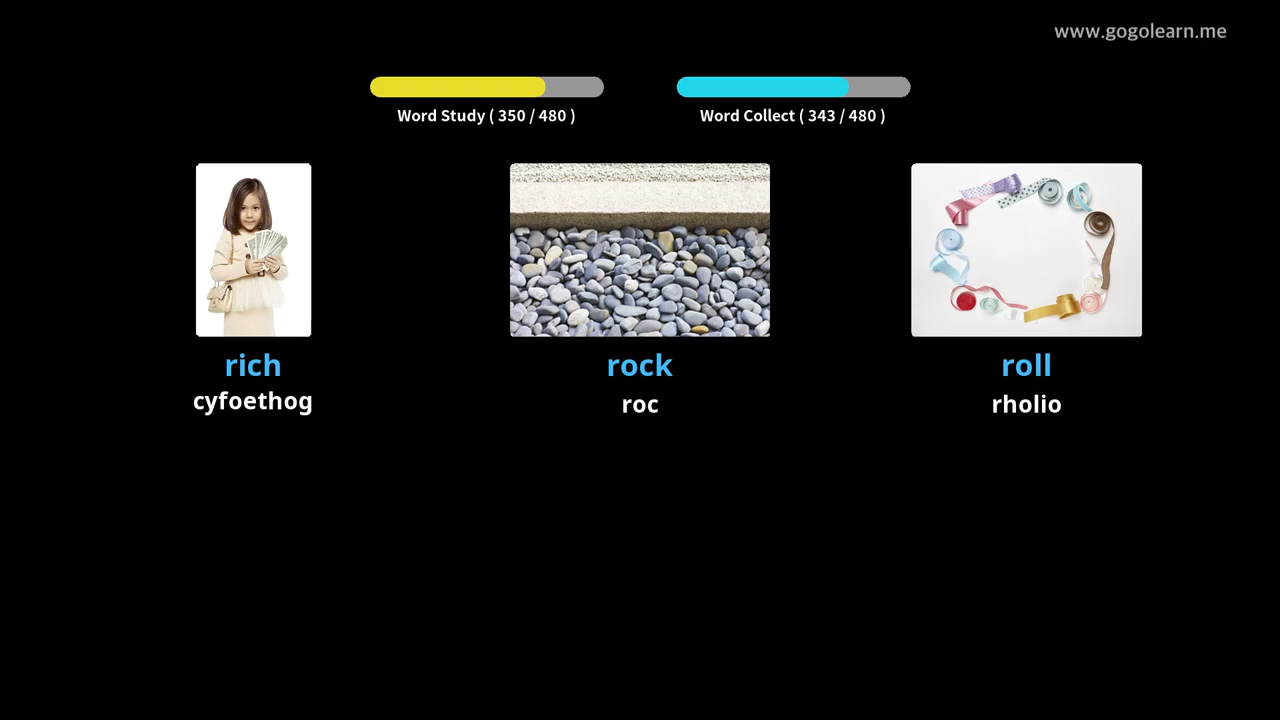 www.gogolearn.me
Word Study ( 350 / 480 )
Word Collect ( 343 / 480 )
rich
cyfoethog
rock
roc
roll
rholio